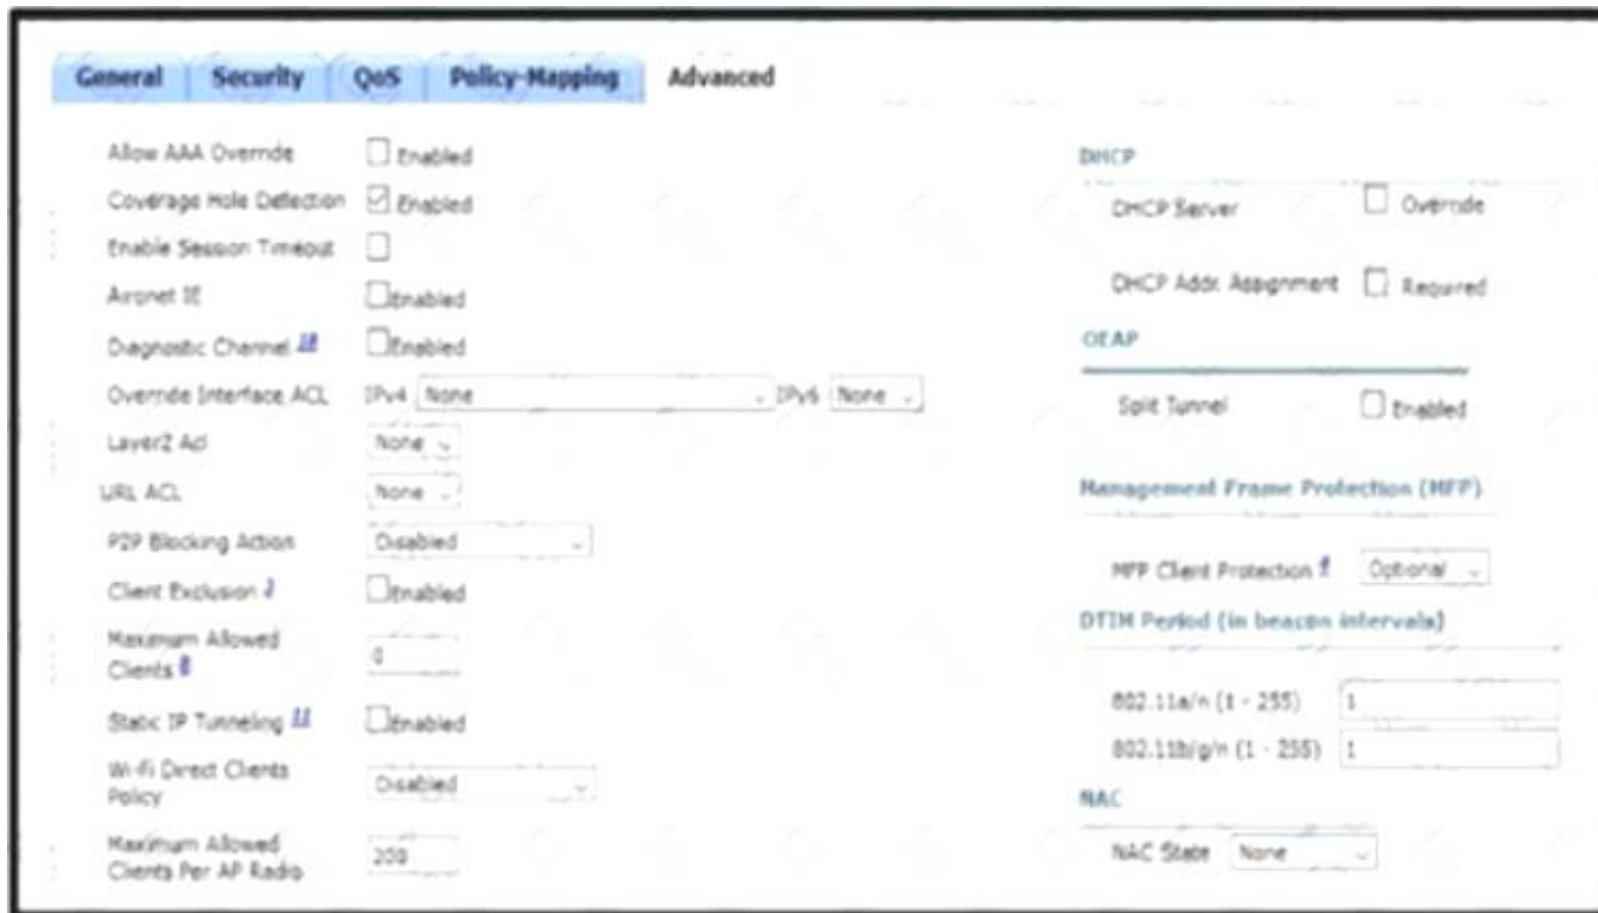 General Security QoS Policy-Mapping Advanced
Allow AAA Override Enabled
Coverage Hole Detection Enabled
Enable Session Timeout
Aironet IE Enabled
Diagnostic Channel 18 Enabled
Override Interface ACL IPv4 None IPv6 None
Layer2 Acl None
URL ACL None
P2P Blocking Action Disabled
Client Exclusion 3 Enabled
Maximum Allowed
Clients 8 0
Static IP Tunneling 11 Enabled
Wi-Fi Direct Clients
Policy Disabled
Maximum Allowed
Clients Per AP Radio 200
DHCP
DHCP Server Override
DHCP Addr. Assignment Required
OEAP
Split Tunnel Enabled
Management Frame Protection (MFP)
MFP Client Protection 4 Optional
DTIM Period (in beacon intervals)
802.11a/n (1 - 255) 1
802.11b/g/n (1 - 255) 1
NAC
NAC State None